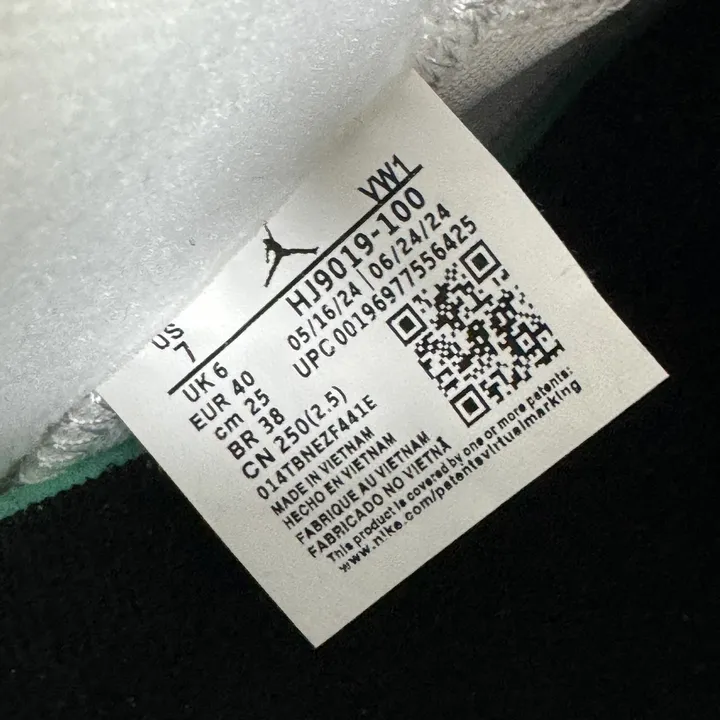 US
7
VW1
HJ9019-100
05/16/24 | 06/24/24
UPC 00196977556425
UK 6
EUR 40
cm 25
BR 38
CN 250(2.5)
014TBNEZF441E
MADE IN VIETNAM
HECHO EN VIETNAM
FABRIQUE AU VIETNAM
FABRICADO NO VIETNÃ
This product is covered by one or more patents:
www.nike.com/patentsvirtualmarking